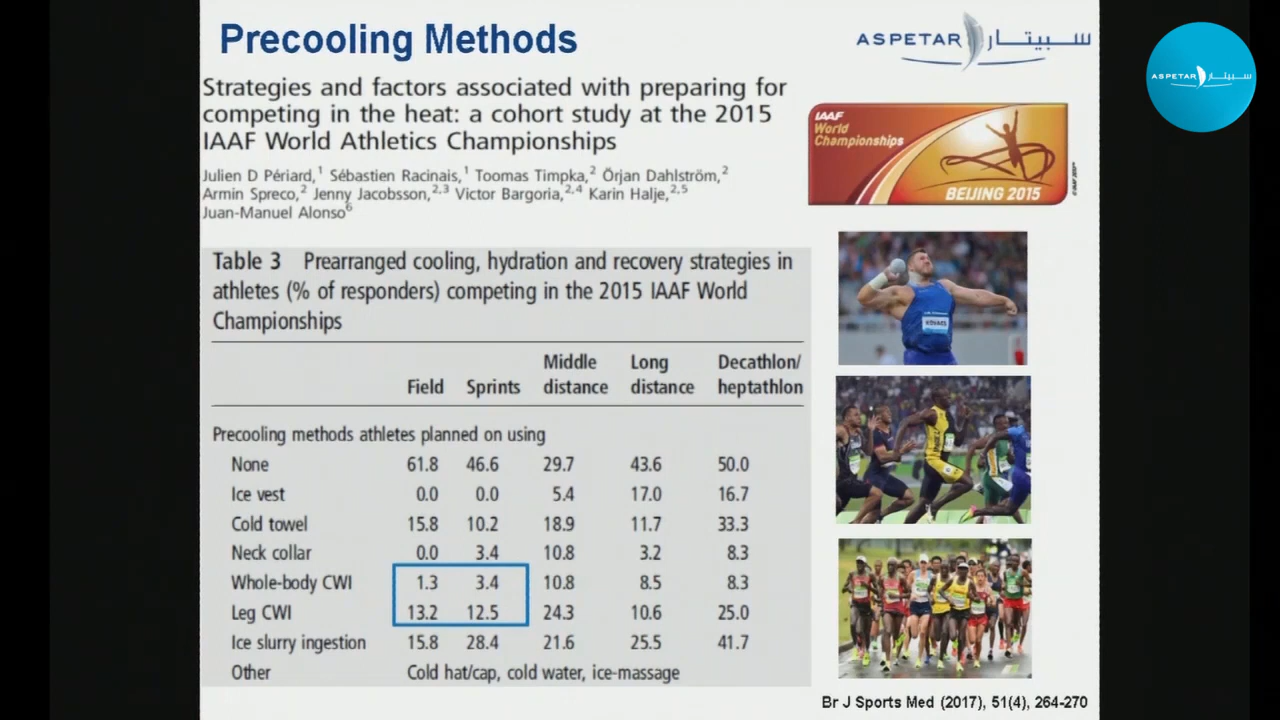 Precooling Methods
ASPETAR سبيتار
ASPETAR سبيتار
Strategies and factors associated with preparing for
competing in the heat: a cohort study at the 2015
IAAF World Athletics Championships
Julien D Périard,1 Sébastien Racinais,1 Toomas Timpka,2 Örjan Dahlström,2
Armin Spreco,2 Jenny Jacobsson,2,3 Victor Bargoria,2,4 Karin Halje,2,5
Juan-Manuel Alonso6
IAAF
World
Championships
BEIJING 2015
Table 3 Prearranged cooling, hydration and recovery strategies in
athletes (% of responders) competing in the 2015 IAAF World
Championships
Field Sprints Middle distance Long distance Decathlon/ heptathlon
Precooling methods athletes planned on using
None 61.8 46.6 29.7 43.6 50.0
Ice vest 0.0 0.0 5.4 17.0 16.7
Cold towel 15.8 10.2 18.9 11.7 33.3
Neck collar 0.0 3.4 10.8 3.2 8.3
Whole-body CWI 1.3 3.4 10.8 8.5 8.3
Leg CWI 13.2 12.5 24.3 10.6 25.0
Ice slurry ingestion 15.8 28.4 21.6 25.5 41.7
Other Cold hat/cap, cold water, ice-massage
Br J Sports Med (2017), 51(4), 264-270